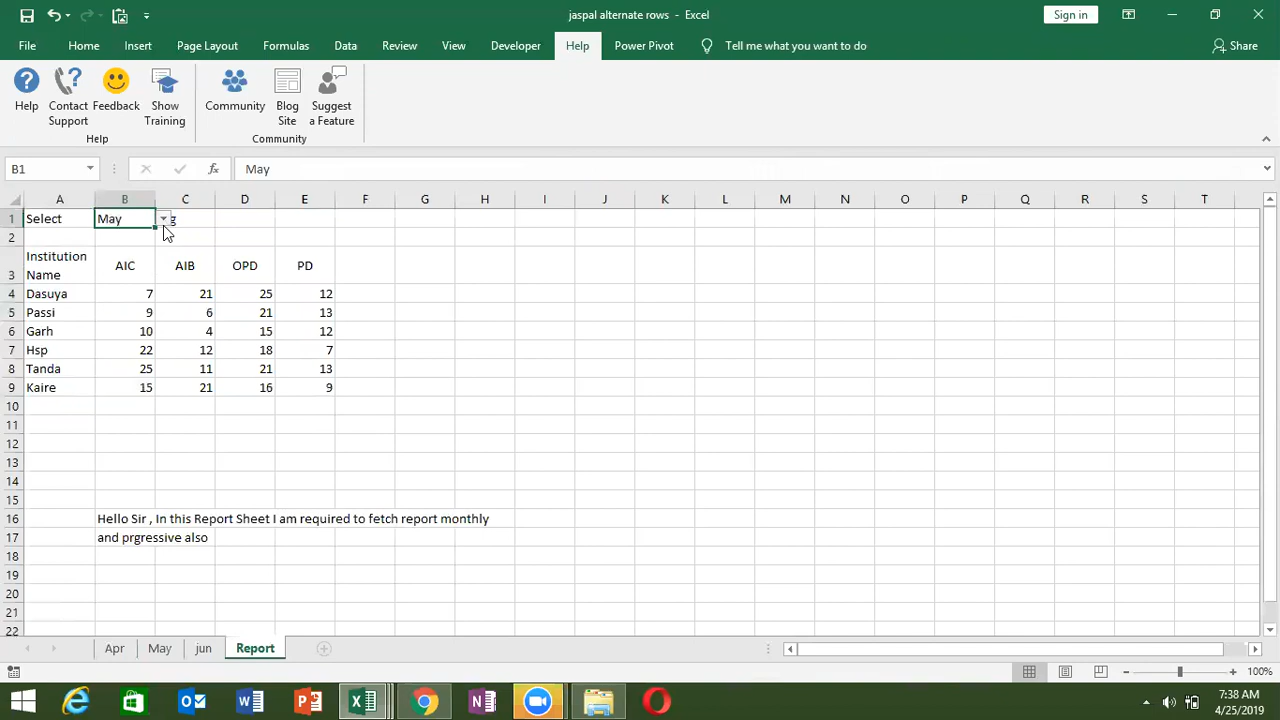 jaspal alternate rows - Excel
Sign in
File Home Insert Page Layout Formulas Data Review View Developer Help Power Pivot Tell me what you want to do Share
Help Contact Support Feedback Show Training Community Blog Site Suggest a Feature
Help Community
B1 fx May
A B C D E F G H I J K L M N O P Q R S T
1 Select May
2
3 Institution Name AIC AIB OPD PD
4 Dasuya 7 21 25 12
5 Passi 9 6 21 13
6 Garh 10 4 15 12
7 Hsp 22 12 18 7
8 Tanda 25 11 21 13
9 Kaire 15 21 16 9
10
11
12
13
14
15
16 Hello Sir , In this Report Sheet I am required to fetch report monthly
17 and prgressive also
18
19
20
21
22
Apr May jun Report
100%
7:38 AM
4/25/2019